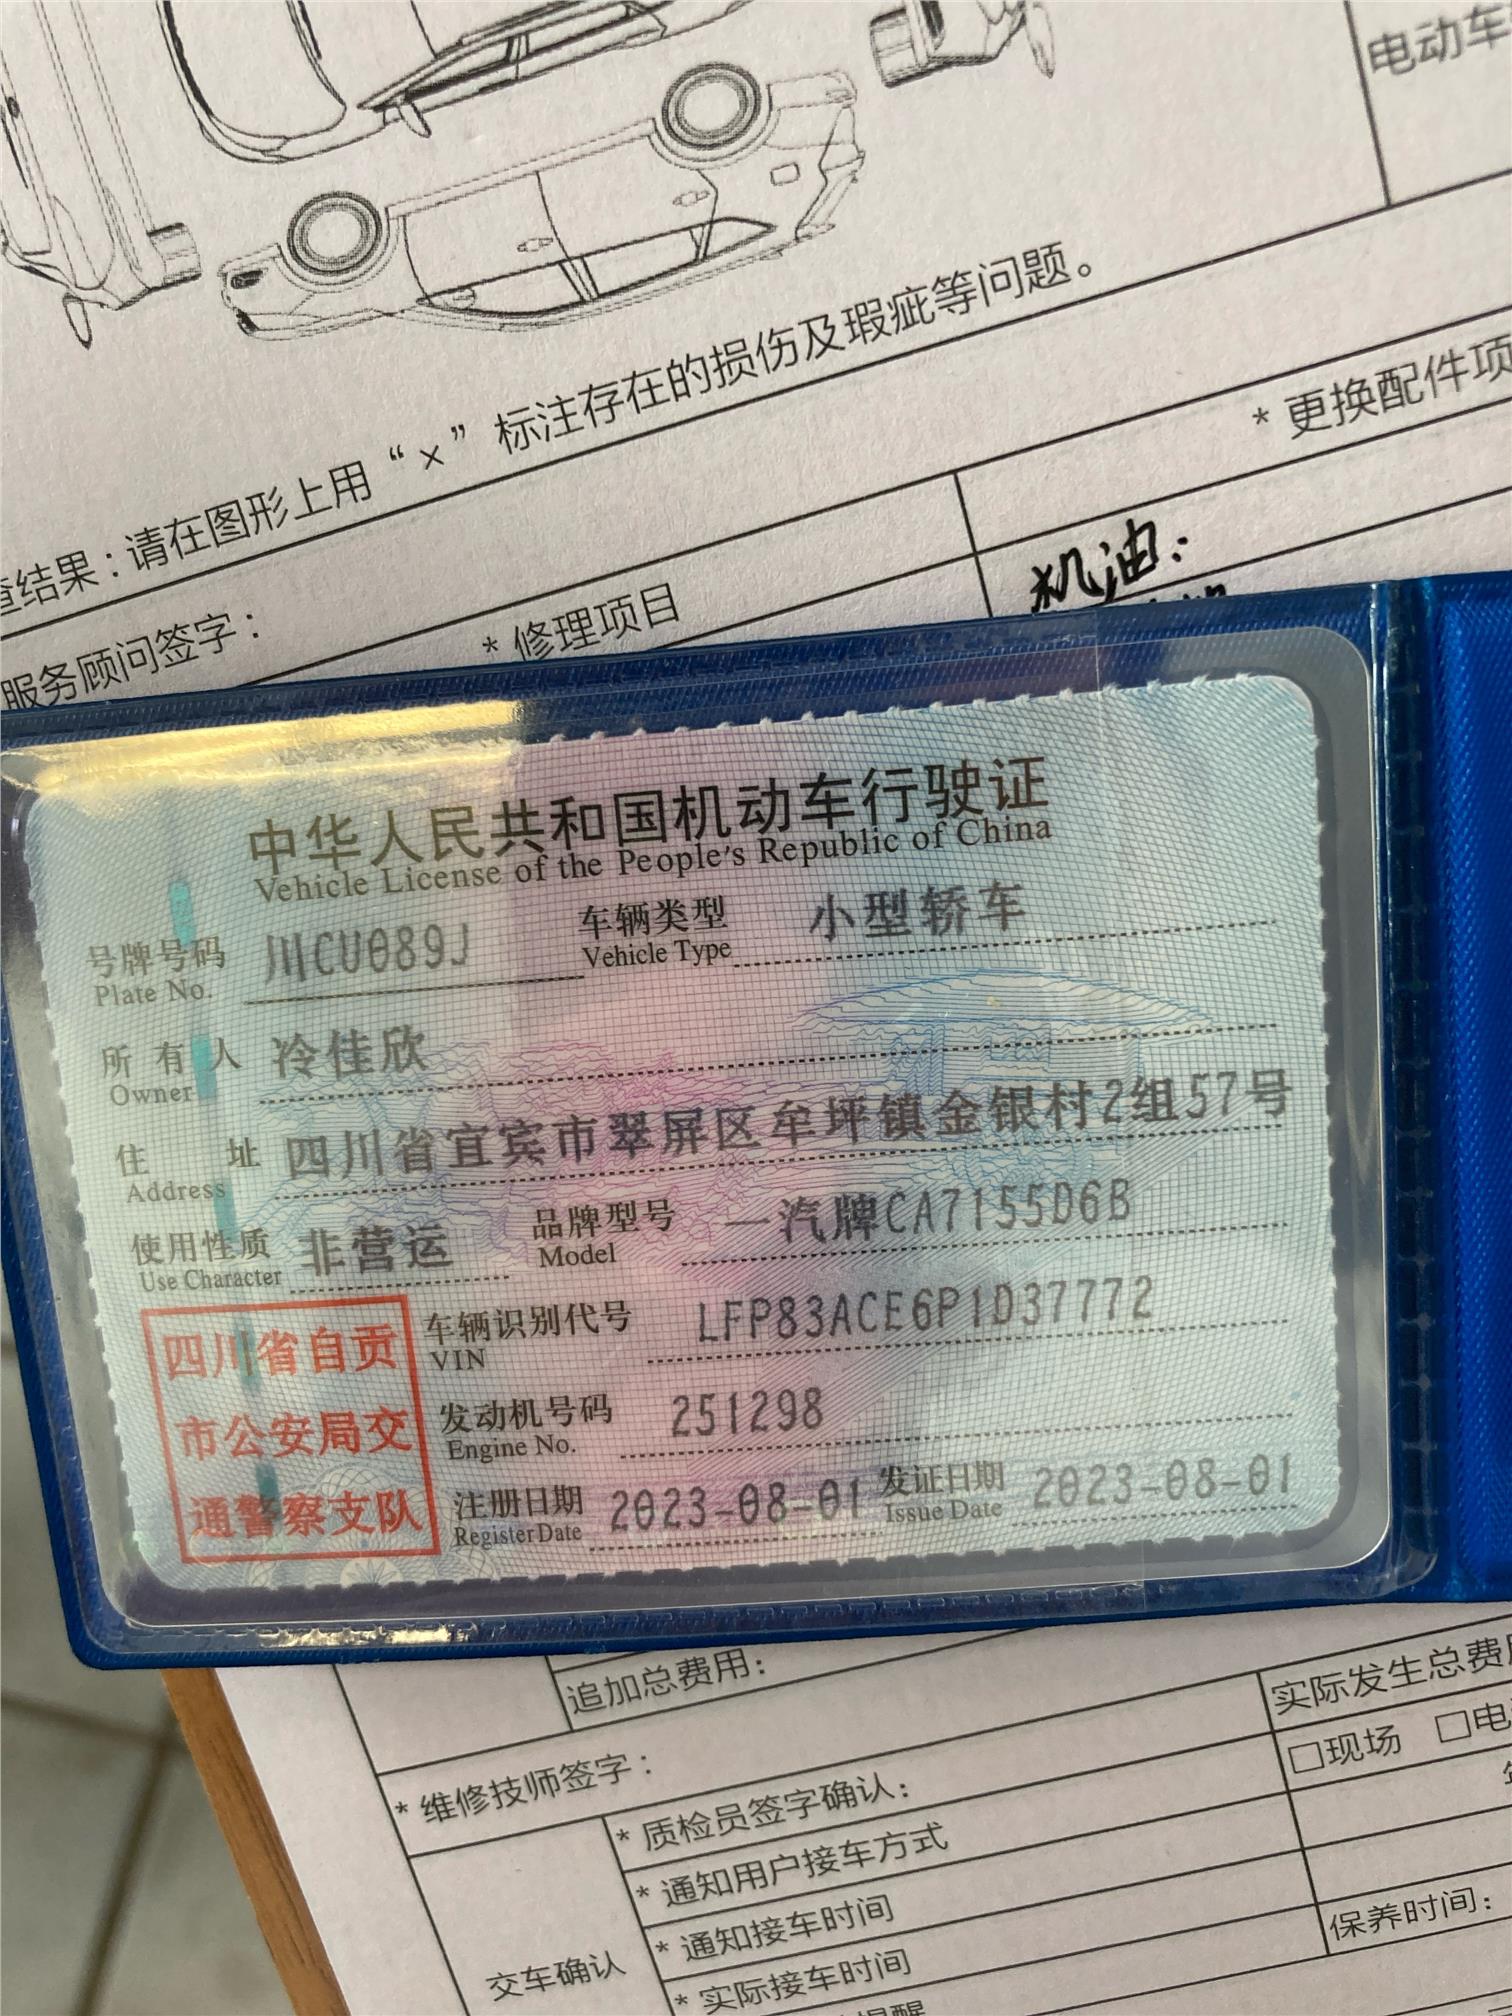 电动车
查结果：请在图形上用“×”标注存在的损伤及瑕疵等问题。
服务顾问签字：
* 修理项目
* 更换配件项
机油：
中华人民共和国机动车行驶证
Vehicle License of the People's Republic of China
号牌号码 川CU089J 车辆类型 小型轿车
Plate No. Vehicle Type
所有人 冷佳欣
Owner
住址 四川省宜宾市翠屏区牟坪镇金银村2组57号
Address
使用性质 非营运 品牌型号 一汽牌CA7155D6B
Use Character Model
车辆识别代号 LFP83ACE6P1D37772
VIN
发动机号码 251298
Engine No.
注册日期 2023-08-01 发证日期 2023-08-01
Register Date Issue Date
四川省自贡
市公安局交
通警察支队
追加总费用：
实际发生总费用
* 维修技师签字：
□现场 □电
交车确认
* 质检员签字确认：
* 通知用户接车方式
* 通知接车时间
* 实际接车时间
保养时间：